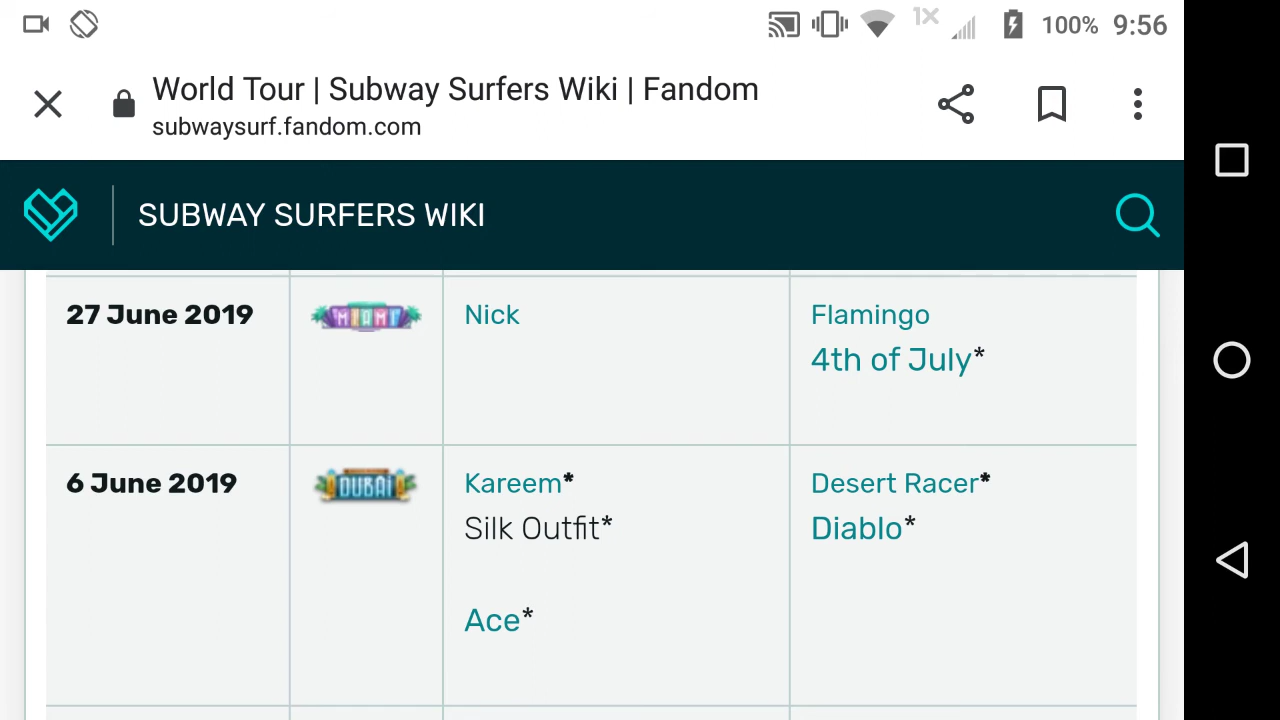 1X 100% 9:56
World Tour | Subway Surfers Wiki | Fandom
subwaysurf.fandom.com
SUBWAY SURFERS WIKI
27 June 2019 MIAMI Nick Flamingo
4th of July*
6 June 2019 DUBAI Kareem* Desert Racer*
Silk Outfit* Diablo*
Ace*